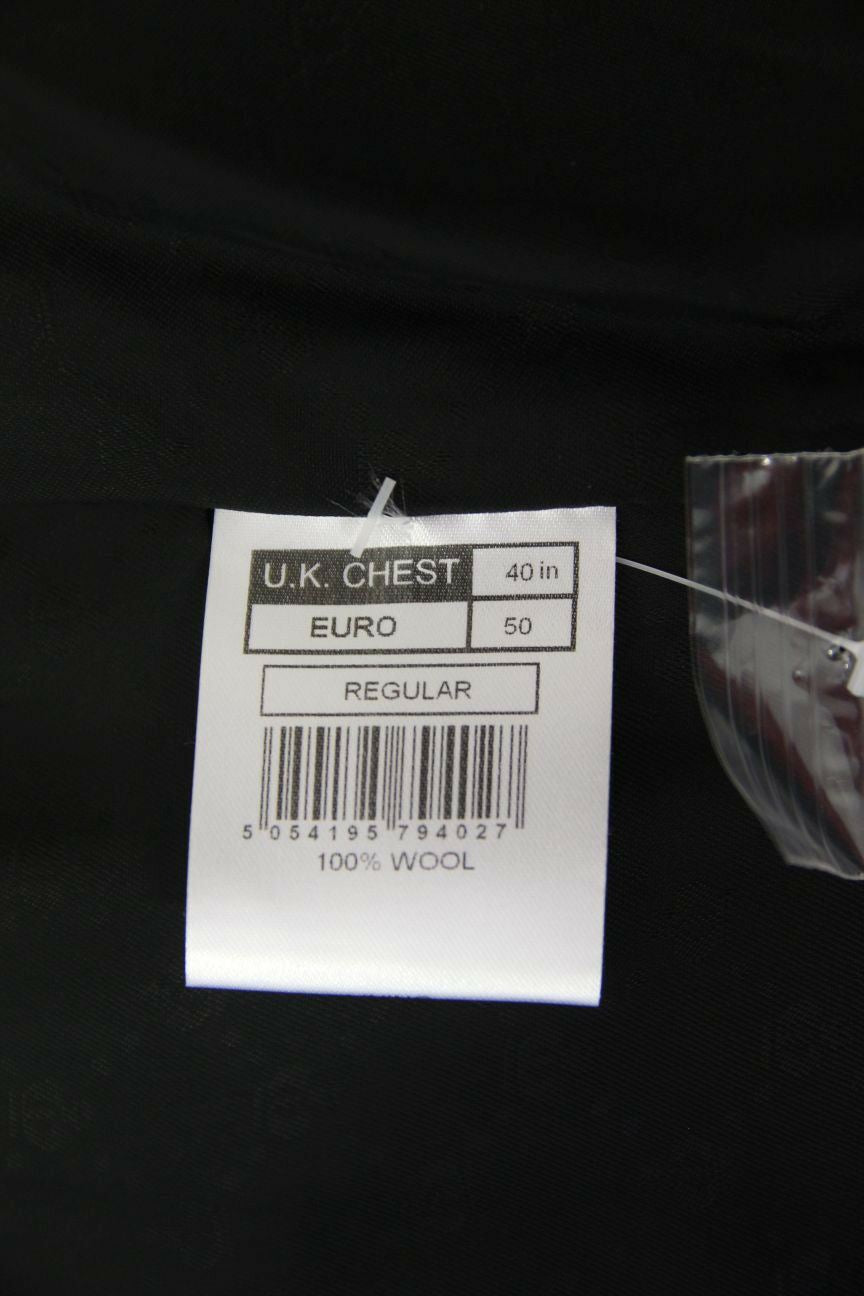 U.K. CHEST 40 in
EURO 50
REGULAR
5 054195 794027
100% WOOL